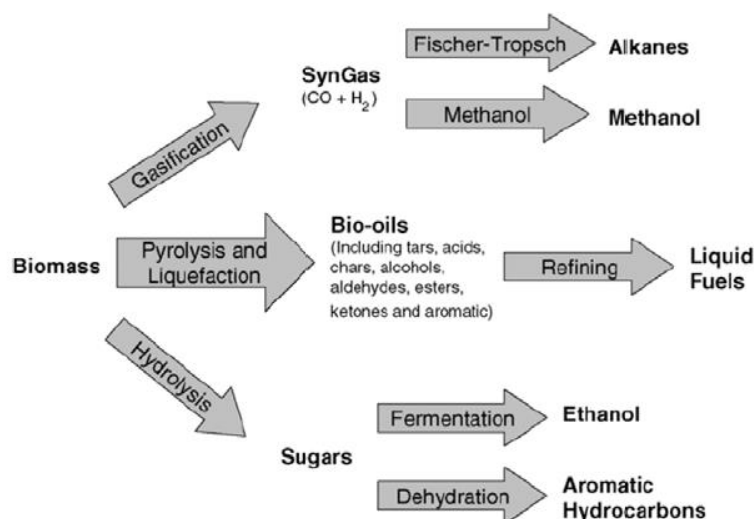 Fischer-Tropsch
Alkanes
SynGas
(CO + H₂)
Methanol
Methanol
Gasification
Biomass
Pyrolysis and
Liquefaction
Bio-oils
(Including tars, acids,
chars, alcohols,
aldehydes, esters,
ketones and aromatic)
Refining
Liquid
Fuels
Hydrolysis
Sugars
Fermentation
Ethanol
Dehydration
Aromatic
Hydrocarbons